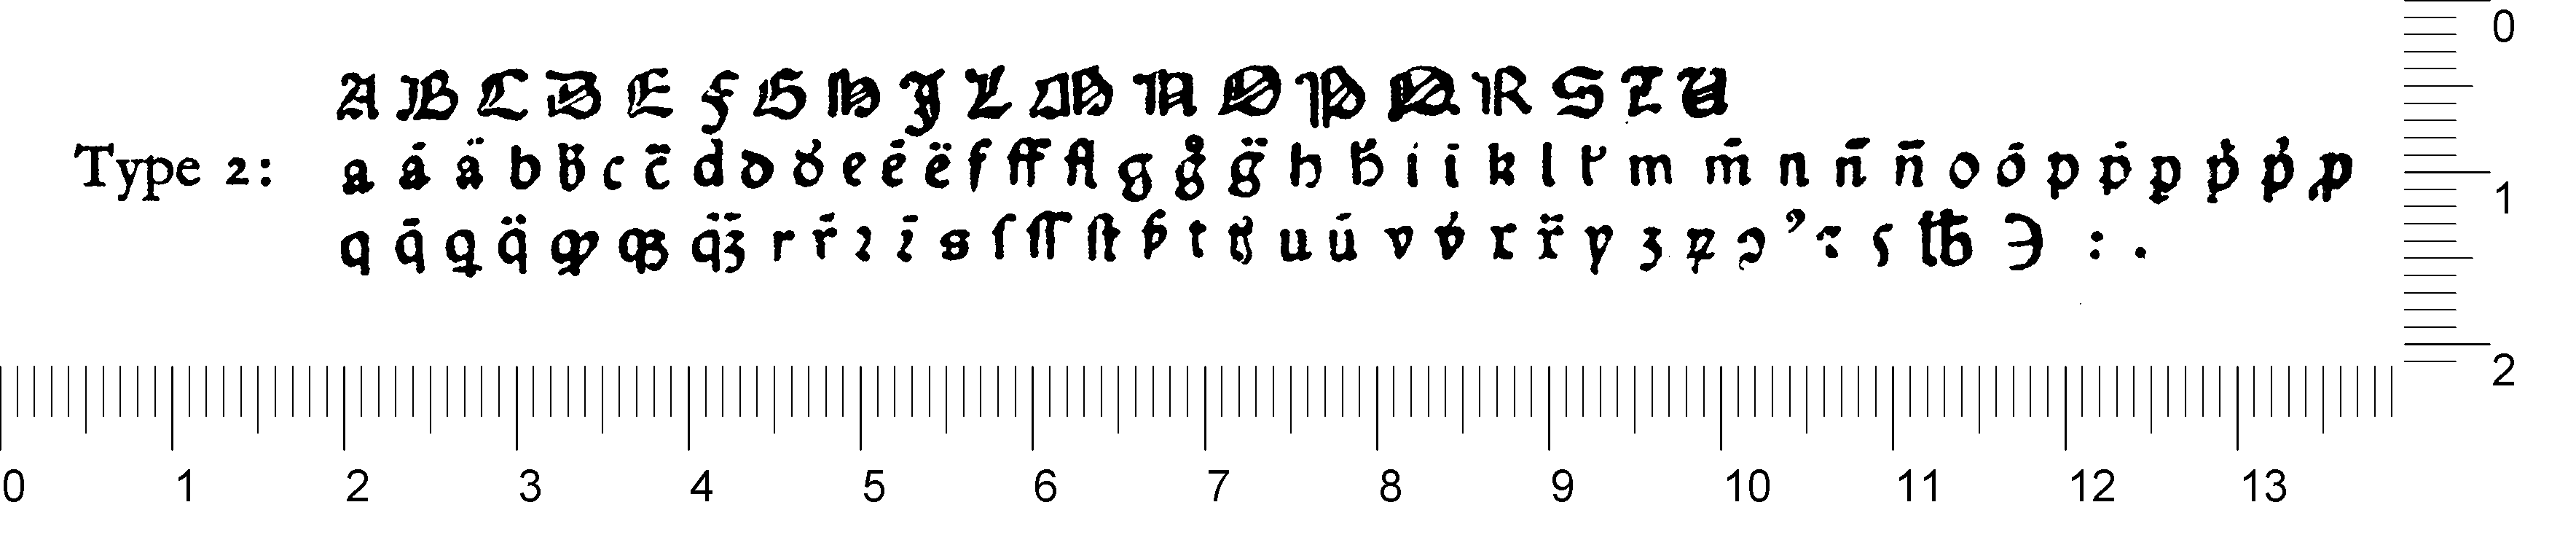 A B C D E F G H I L M N O P Q R S T U
Type 2: a ā ä b b̄ c c̄ d d d̄ e ē ë f ff fl g g̊ g̈ h h̄ i ī k l r m m̄ n n̄ ñ o ō p p̄ p
q q̄ q q̈ qꝫ r r̄ ꝛ ꝛ̄ s ſ ſſ ſt t u ū v v̄ x y ʒ ꝯ ꝰ : .
0
1
2
0 1 2 3 4 5 6 7 8 9 10 11 12 13